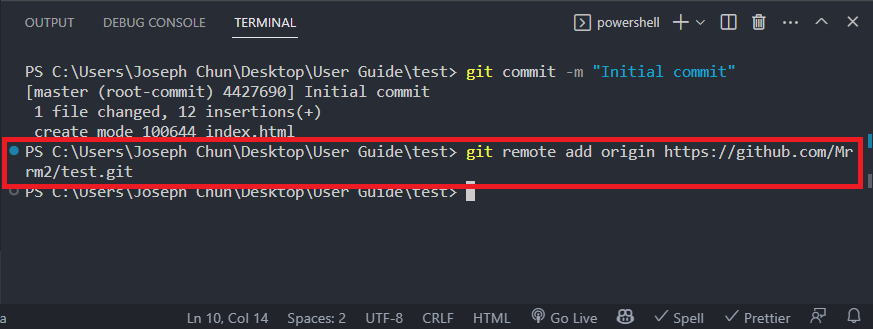 OUTPUT DEBUG CONSOLE TERMINAL powershell
PS C:\Users\Joseph Chun\Desktop\User Guide\test> git commit -m "Initial commit"
[master (root-commit) 4427690] Initial commit
1 file changed, 12 insertions(+)
create mode 100644 index.html
PS C:\Users\Joseph Chun\Desktop\User Guide\test> git remote add origin https://github.com/Mr
rm2/test.git
PS C:\Users\Joseph Chun\Desktop\User Guide\test>
a Ln 10, Col 14 Spaces: 2 UTF-8 CRLF HTML Go Live Spell Prettier